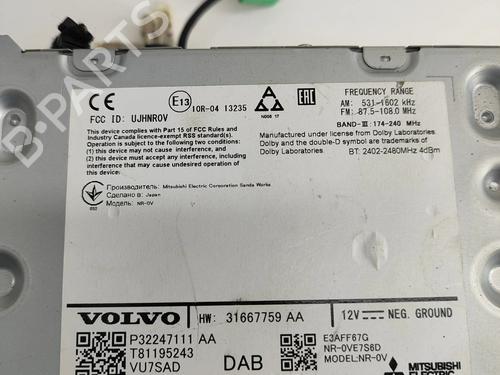 B-PARTS
CE
E13
10R-04 13235
N008 17
EAC
FREQUENCY RANGE
AM: 531-1602 kHz
FM: 87.5-108.0 MHz
BAND-III: 174-240 MHz
FCC ID: UJHNR0V
This device complies with Part 15 of FCC Rules and
Industry Canada licence-exempt RSS standard(s).
Operation is subject to the following two conditions:
(1) this device may not cause interference, and
(2) this device must accept any interference,
including interference that may cause undesired
operation of this device.
Manufactured under license from Dolby Laboratories.
Dolby and the double-D symbol are trademarks of
Dolby Laboratories.
BT: 2402-2480MHz 4dBm
Производитель: Mitsubishi Electric Corporation Sanda Works
Сделано в: Japan
Модель: NR-0V
VOLVO
HW: 31667759 AA
12V NEG. GROUND
P32247111 AA
T81195243
VU7SAD
DAB
E3AFF67G
NR-0VE7S6D
MODEL:NR-0V
MITSUBISHI
ELECTRIC